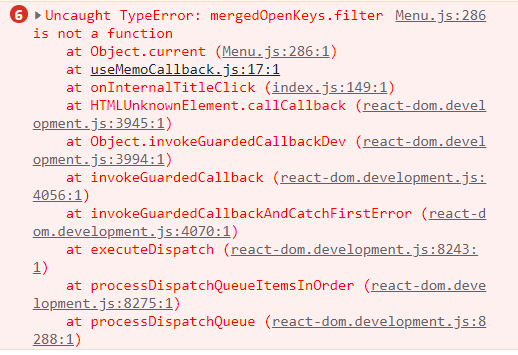 6 ▶Uncaught TypeError: mergedOpenKeys.filter Menu.js:286
is not a function
at Object.current (Menu.js:286:1)
at useMemoCallback.js:17:1
at onInternalTitleClick (index.js:149:1)
at HTMLUnknownElement.callCallback (react-dom.devel
opment.js:3945:1)
at Object.invokeGuardedCallbackDev (react-dom.devel
opment.js:3994:1)
at invokeGuardedCallback (react-dom.development.js:
4056:1)
at invokeGuardedCallbackAndCatchFirstError (react-d
om.development.js:4070:1)
at executeDispatch (react-dom.development.js:8243:
1)
at processDispatchQueueItemsInOrder (react-dom.deve
lopment.js:8275:1)
at processDispatchQueue (react-dom.development.js:8
288:1)